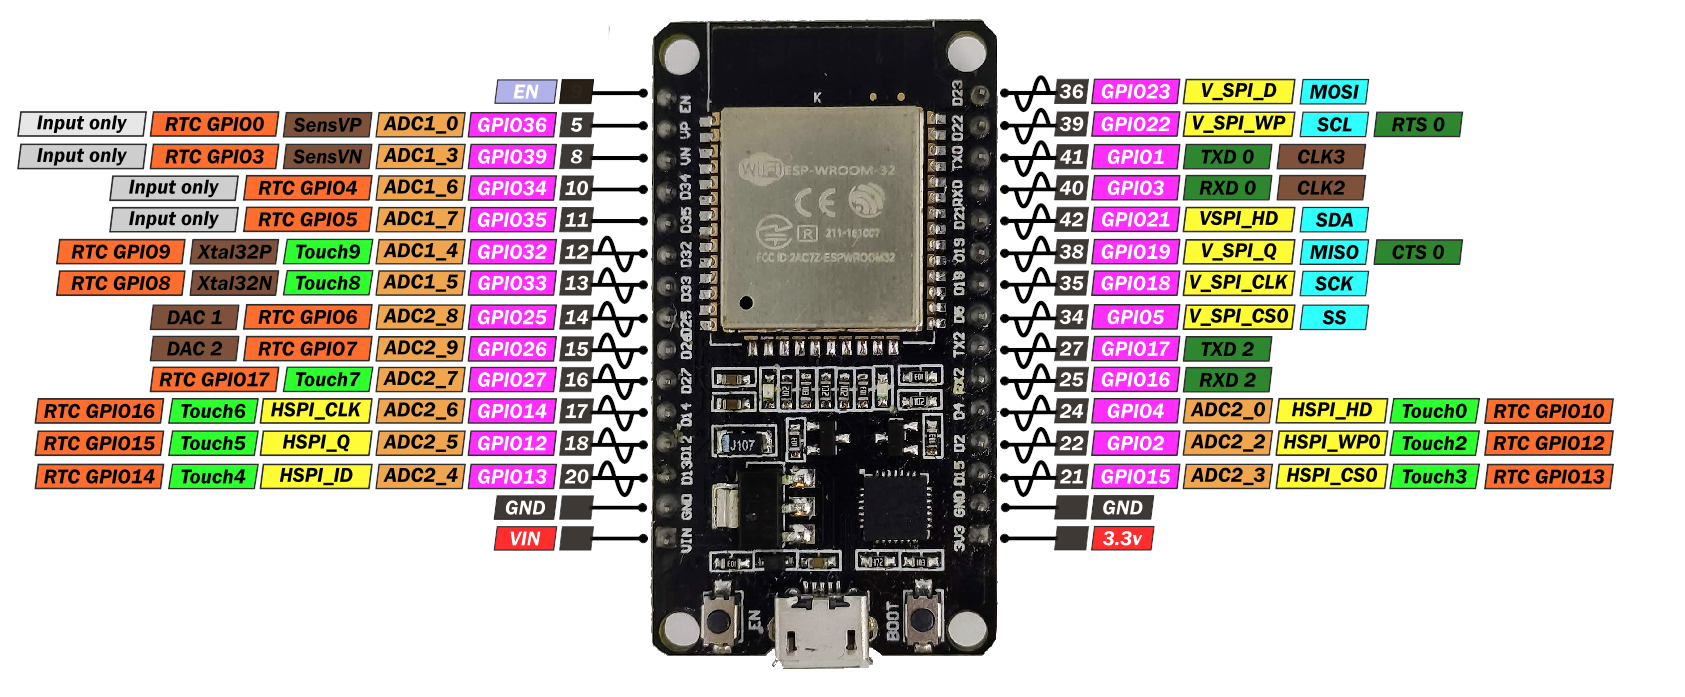 EN 9
Input only RTC GPIO0 SensVP ADC1_0 GPIO36 5
Input only RTC GPIO3 SensVN ADC1_3 GPIO39 8
Input only RTC GPIO4 ADC1_6 GPIO34 10
Input only RTC GPIO5 ADC1_7 GPIO35 11
RTC GPIO9 Xtal32P Touch9 ADC1_4 GPIO32 12
RTC GPIO8 Xtal32N Touch8 ADC1_5 GPIO33 13
DAC 1 RTC GPIO6 ADC2_8 GPIO25 14
DAC 2 RTC GPIO7 ADC2_9 GPIO26 15
RTC GPIO17 Touch7 ADC2_7 GPIO27 16
RTC GPIO16 Touch6 HSPI_CLK ADC2_6 GPIO14 17
RTC GPIO15 Touch5 HSPI_Q ADC2_5 GPIO12 18
RTC GPIO14 Touch4 HSPI_ID ADC2_4 GPIO13 20
GND
VIN
EN
VP
VN
D34
D35
D32
D33
D25
D26
D27
D14
D12
D13
GND
VIN
K
WiFi ESP-WROOM-32
CE
R 211-161007
FCC ID:2AC7Z-ESPWROOM32
J107
EN
BOOT
D23
D22
TX0
RX0
D21
D19
D18
D5
TX2
RX2
D4
D2
D15
GND
3V3
36 GPIO23 V_SPI_D MOSI
39 GPIO22 V_SPI_WP SCL RTS 0
41 GPIO1 TXD 0 CLK3
40 GPIO3 RXD 0 CLK2
42 GPIO21 VSPI_HD SDA
38 GPIO19 V_SPI_Q MISO CTS 0
35 GPIO18 V_SPI_CLK SCK
34 GPIO5 V_SPI_CS0 SS
27 GPIO17 TXD 2
25 GPIO16 RXD 2
24 GPIO4 ADC2_0 HSPI_HD Touch0 RTC GPIO10
22 GPIO2 ADC2_2 HSPI_WP0 Touch2 RTC GPIO12
21 GPIO15 ADC2_3 HSPI_CS0 Touch3 RTC GPIO13
GND
3.3v